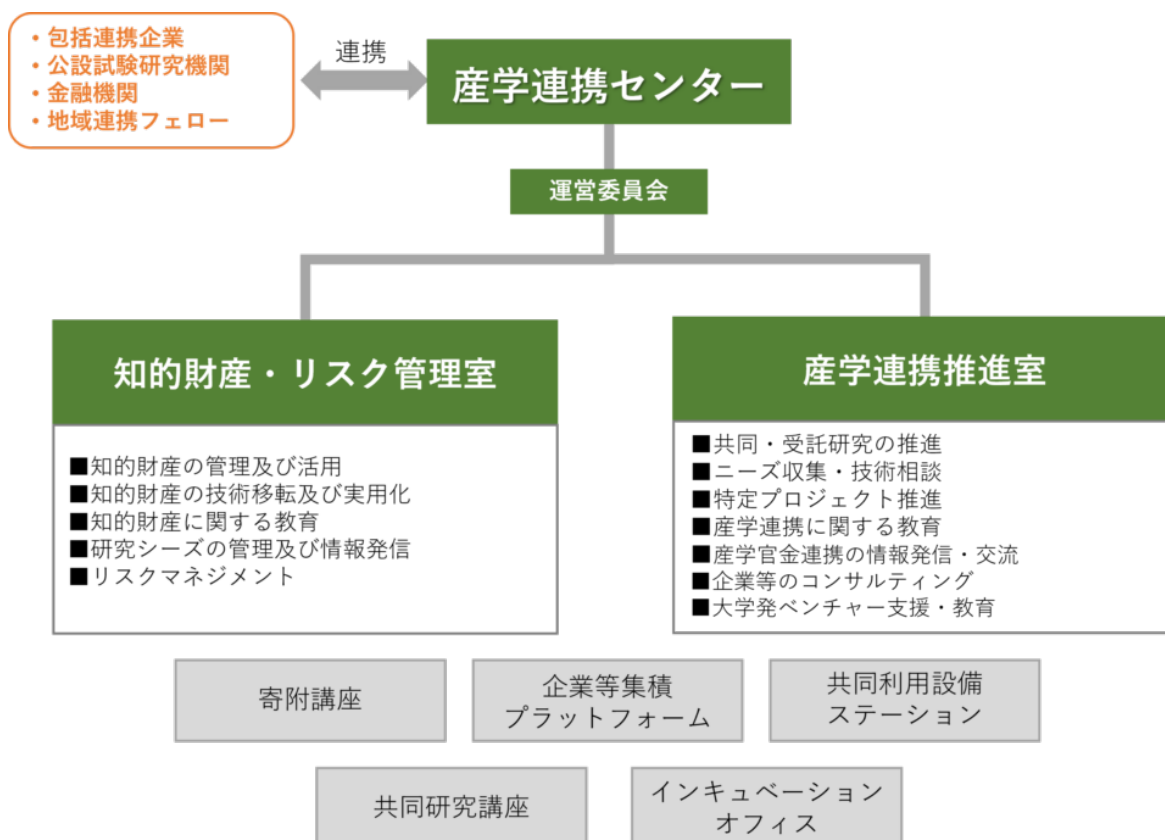 ・包括連携企業
・公設試験研究機関
・金融機関
・地域連携フェロー
連携
産学連携センター
運営委員会
知的財産・リスク管理室
■知的財産の管理及び活用
■知的財産の技術移転及び実用化
■知的財産に関する教育
■研究シーズの管理及び情報発信
■リスクマネジメント
産学連携推進室
■共同・受託研究の推進
■ニーズ収集・技術相談
■特定プロジェクト推進
■産学連携に関する教育
■産学官金連携の情報発信・交流
■企業等のコンサルティング
■大学発ベンチャー支援・教育
寄附講座
企業等集積
プラットフォーム
共同利用設備
ステーション
共同研究講座
インキュベーション
オフィス